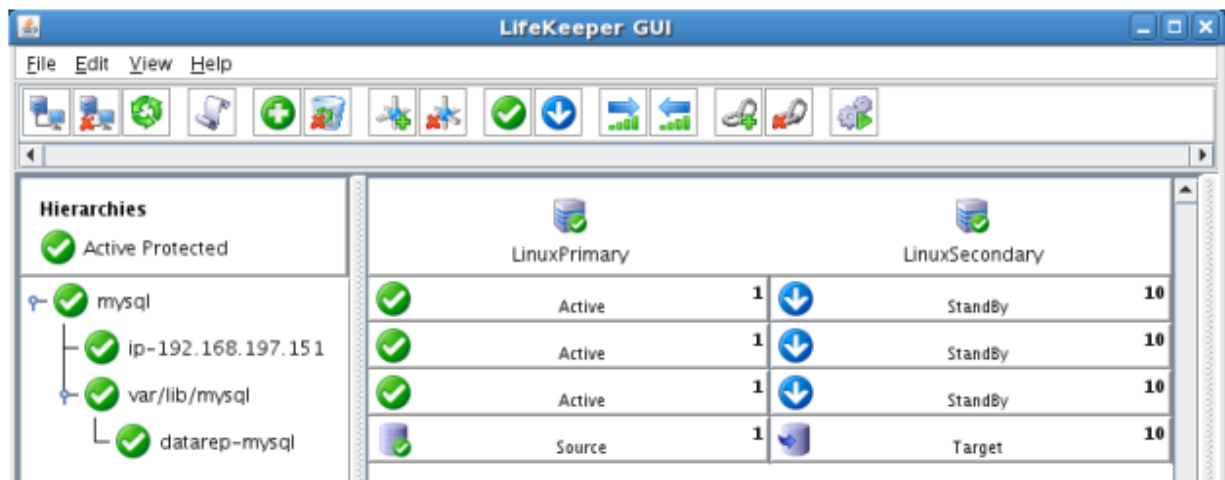 LifeKeeper GUI
File Edit View Help
Hierarchies
Active Protected
LinuxPrimary
LinuxSecondary
mysql
Active 1
StandBy 10
ip-192.168.197.151
Active 1
StandBy 10
var/lib/mysql
Active 1
StandBy 10
datarep-mysql
Source 1
Target 10